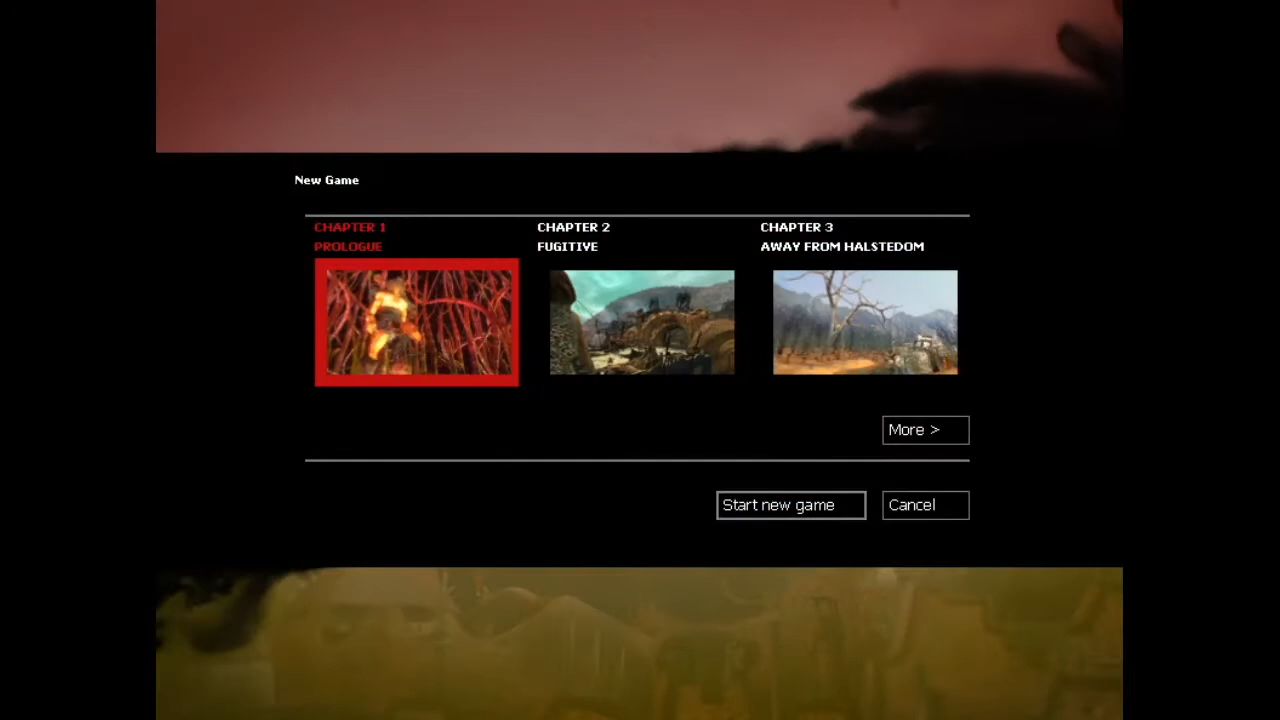 New Game
CHAPTER 1
PROLOGUE
CHAPTER 2
FUGITIVE
CHAPTER 3
AWAY FROM HALSTEDOM
More >
Start new game
Cancel